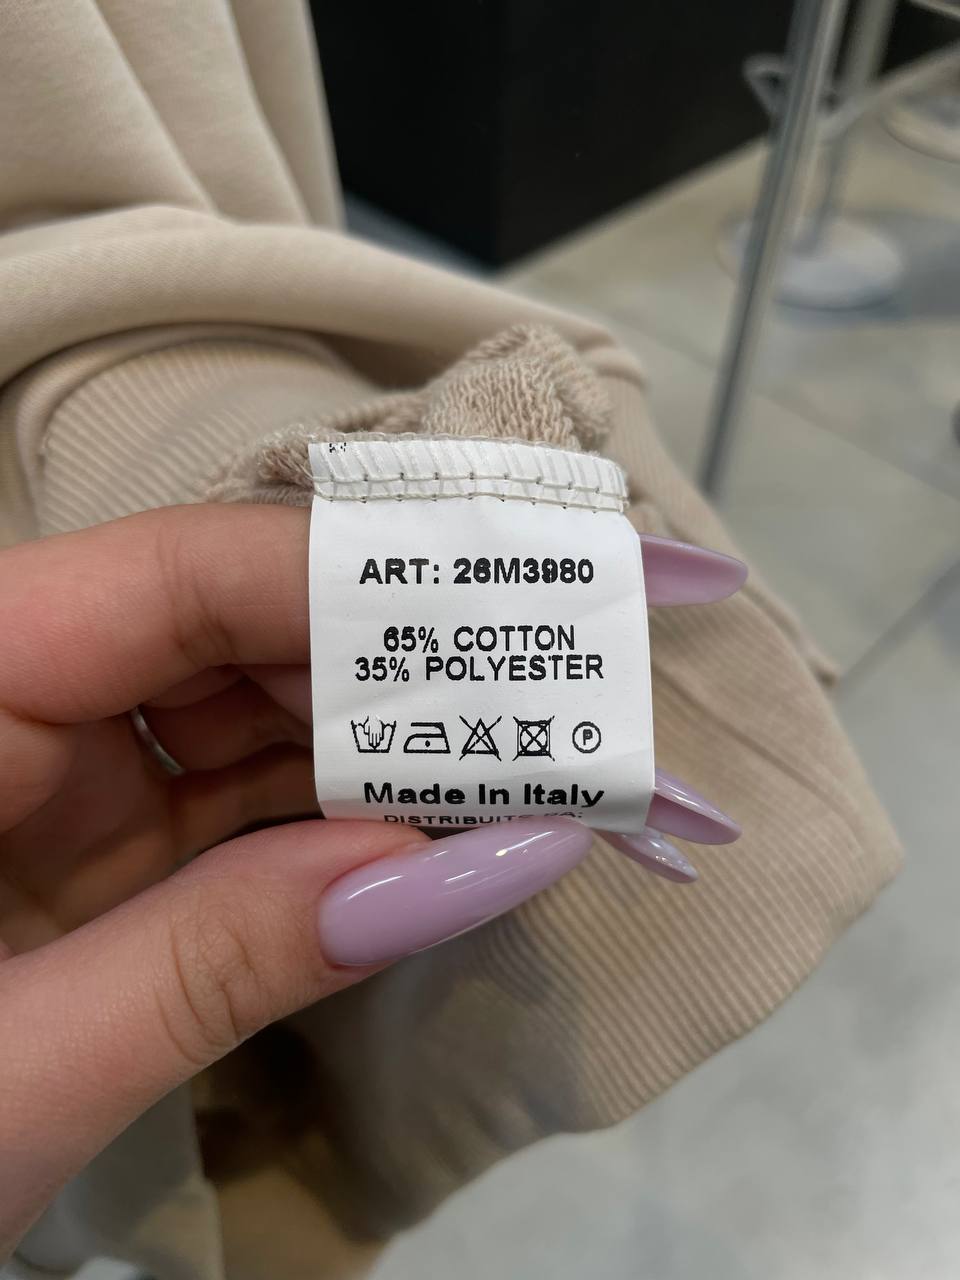 ART: 26M3980
65% COTTON
35% POLYESTER
P
Made In Italy